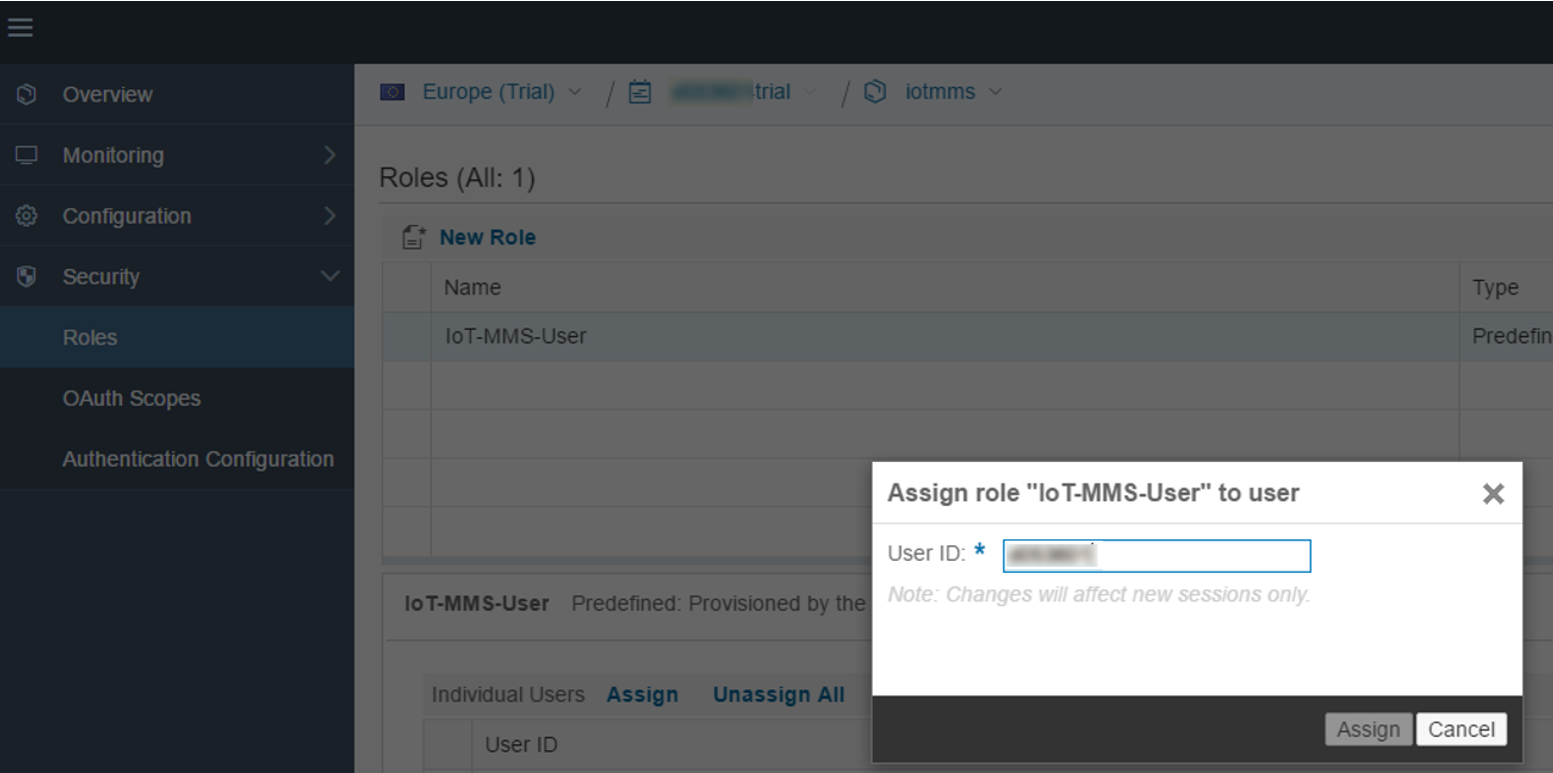 Overview
Monitoring
Configuration
Security
Roles
OAuth Scopes
Authentication Configuration
Europe (Trial) / trial / iotmms
Roles (All: 1)
New Role
Name Type
IoT-MMS-User Predefin
IoT-MMS-User Predefined: Provisioned by the
Individual Users Assign Unassign All
User ID
Assign role "IoT-MMS-User" to user
User ID: *
Note: Changes will affect new sessions only.
Assign Cancel